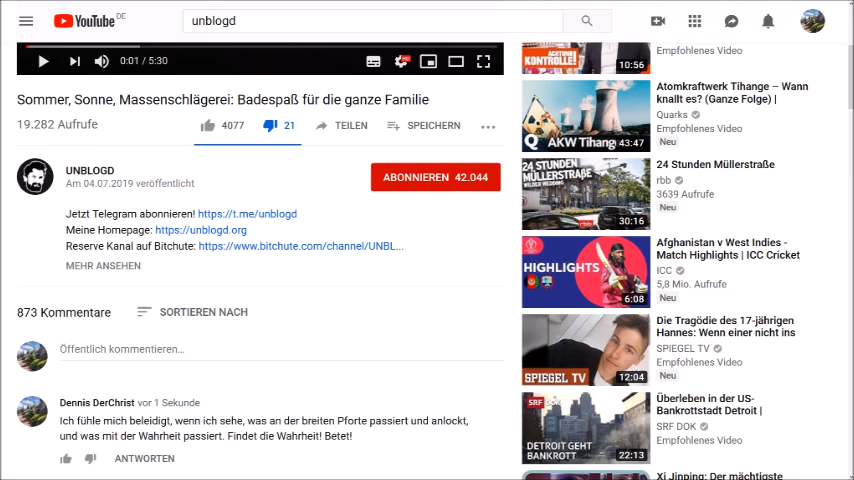 YouTube DE
unblogd
0:01 / 5:30
Sommer, Sonne, Massenschlägerei: Badespaß für die ganze Familie
19.282 Aufrufe
4077
21
TEILEN
SPEICHERN
UNBLOGD
Am 04.07.2019 veröffentlicht
ABONNIEREN 42.044
Jetzt Telegram abonnieren! https://t.me/unblogd
Meine Homepage: https://unblogd.org
Reserve Kanal auf Bitchute: https://www.bitchute.com/channel/UNBL...
MEHR ANSEHEN
873 Kommentare
SORTIEREN NACH
Öffentlich kommentieren...
Dennis DerChrist vor 1 Sekunde
Ich fühle mich beleidigt, wenn ich sehe, was an der breiten Pforte passiert und anlockt,
und was mit der Wahrheit passiert. Findet die Wahrheit! Betet!
ANTWORTEN
KONTROLLE!
10:56
Empfohlenes Video
Q AKW Tihang
43:47
Atomkraftwerk Tihange – Wann
knallt es? (Ganze Folge) |
Quarks
Empfohlenes Video
Neu
24 STUNDEN
MÜLLERSTRAẞE
WILDER WEDDING
rbb
30:16
24 Stunden Müllerstraße
rbb
3639 Aufrufe
Neu
HIGHLIGHTS
6:08
Afghanistan v West Indies -
Match Highlights | ICC Cricket
ICC
5,8 Mio. Aufrufe
Neu
SPIEGEL TV
12:04
Die Tragödie des 17-jährigen
Hannes: Wenn einer nicht ins
SPIEGEL TV
Empfohlenes Video
Neu
SRF DOK
DETROIT GEHT
BANKROTT
22:13
Überleben in der US-
Bankrottstadt Detroit |
SRF DOK
Empfohlenes Video
Xi Jinping: Der mächtigste